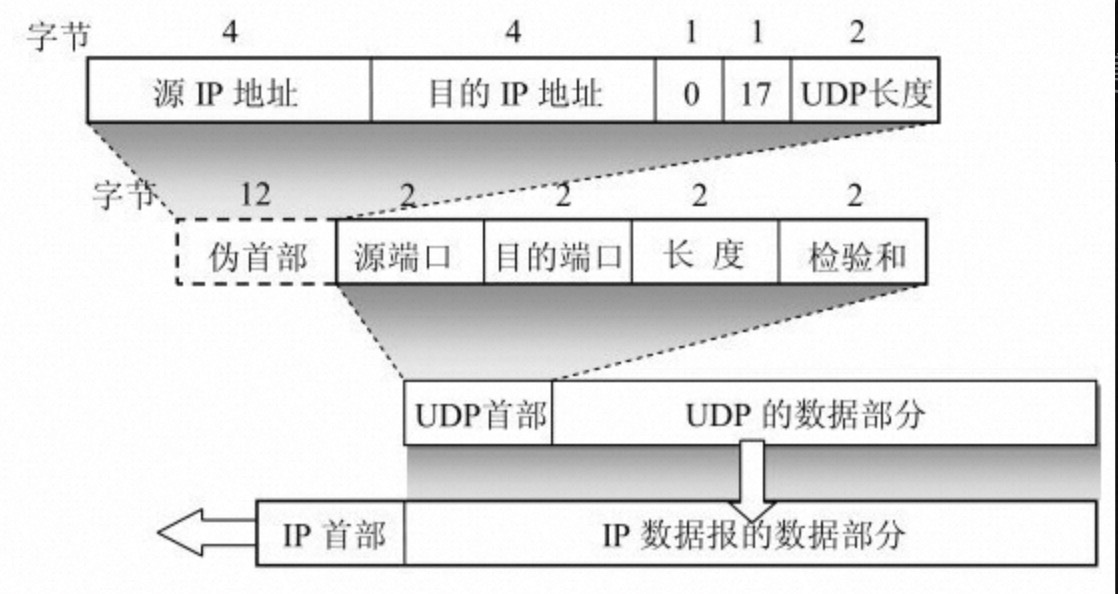 字节 4 4 1 1 2
源 IP 地址 目的 IP 地址 0 17 UDP长度
字节 12 2 2 2 2
伪首部 源端口 目的端口 长 度 检验和
UDP首部 UDP 的数据部分
IP 首部 IP 数据报的数据部分